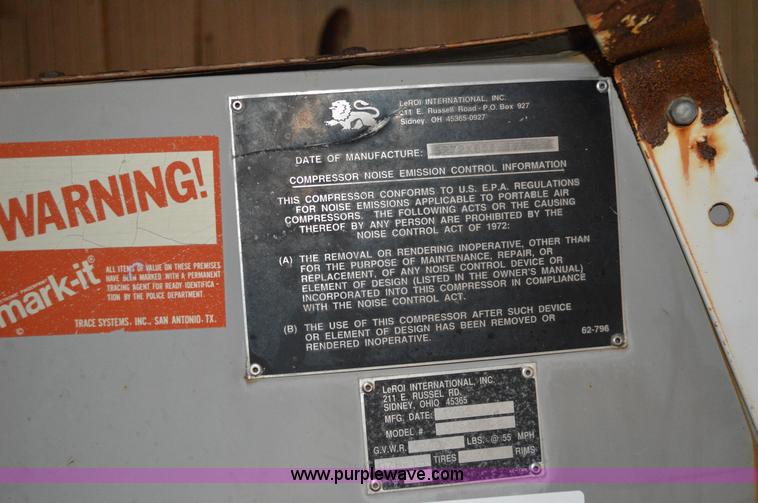 LeROI INTERNATIONAL, INC.
211 E. Russell Road - P.O. Box 927
Sidney, OH 45365-0927
DATE OF MANUFACTURE:
COMPRESSOR NOISE EMISSION CONTROL INFORMATION
THIS COMPRESSOR CONFORMS TO U.S. E.P.A. REGULATIONS
FOR NOISE EMISSIONS APPLICABLE TO PORTABLE AIR
COMPRESSORS. THE FOLLOWING ACTS OR THE CAUSING
THEREOF BY ANY PERSON ARE PROHIBITED BY THE
NOISE CONTROL ACT OF 1972:
(A) THE REMOVAL OR RENDERING INOPERATIVE, OTHER THAN
FOR THE PURPOSE OF MAINTENANCE, REPAIR, OR
REPLACEMENT, OF ANY NOISE CONTROL DEVICE OR
ELEMENT OF DESIGN (LISTED IN THE OWNER'S MANUAL)
INCORPORATED INTO THIS COMPRESSOR IN COMPLIANCE
WITH THE NOISE CONTROL ACT.
(B) THE USE OF THIS COMPRESSOR AFTER SUCH DEVICE
OR ELEMENT OF DESIGN HAS BEEN REMOVED OR
RENDERED INOPERATIVE.
62-796
WARNING!
mark-it®
ALL ITEMS OF VALUE ON THESE PREMISES
HAVE BEEN MARKED WITH A PERMANENT
TRACING AGENT FOR READY IDENTIFICA-
TION BY THE POLICE DEPARTMENT.
©
TRACE SYSTEMS, INC., SAN ANTONIO, TX.
LeROI INTERNATIONAL, INC.
211 E. RUSSEL RD.
SIDNEY, OHIO 45365
MFG. DATE:
MODEL #
G.V.W.R. LBS. @ 55 MPH
TIRES RIMS
www.purplewave.com